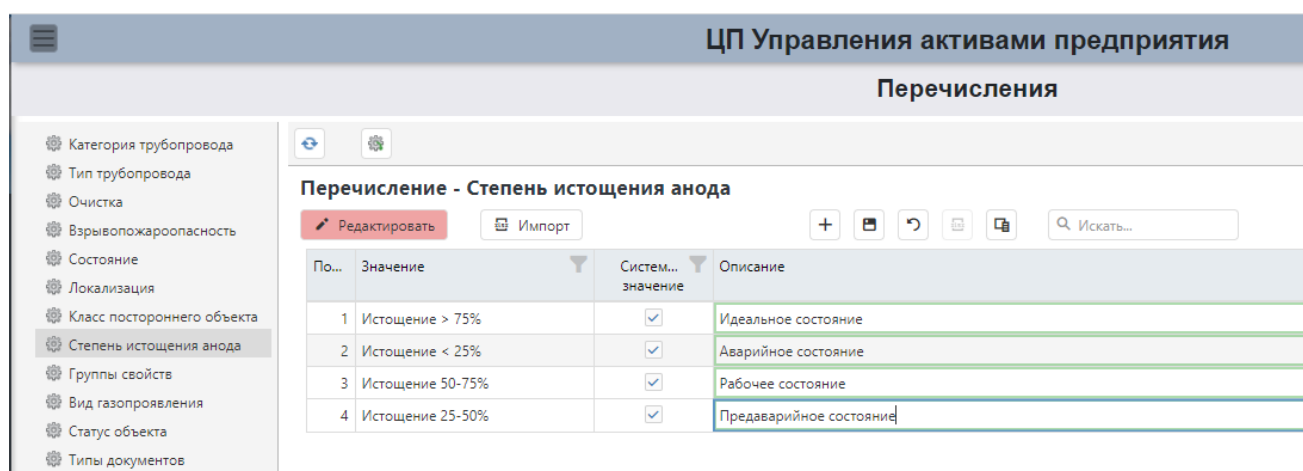 ЦП Управления активами предприятия
Перечисления
Категория трубопровода
Тип трубопровода
Очистка
Взрывопожароопасность
Состояние
Локализация
Класс постороннего объекта
Степень истощения анода
Группы свойств
Вид газопроявления
Статус объекта
Типы документов
Перечисление - Степень истощения анода
Редактировать Импорт Искать...
По... Значение Систем... значение Описание
1 Истощение > 75% Идеальное состояние
2 Истощение < 25% Аварийное состояние
3 Истощение 50-75% Рабочее состояние
4 Истощение 25-50% Предаварийное состояние